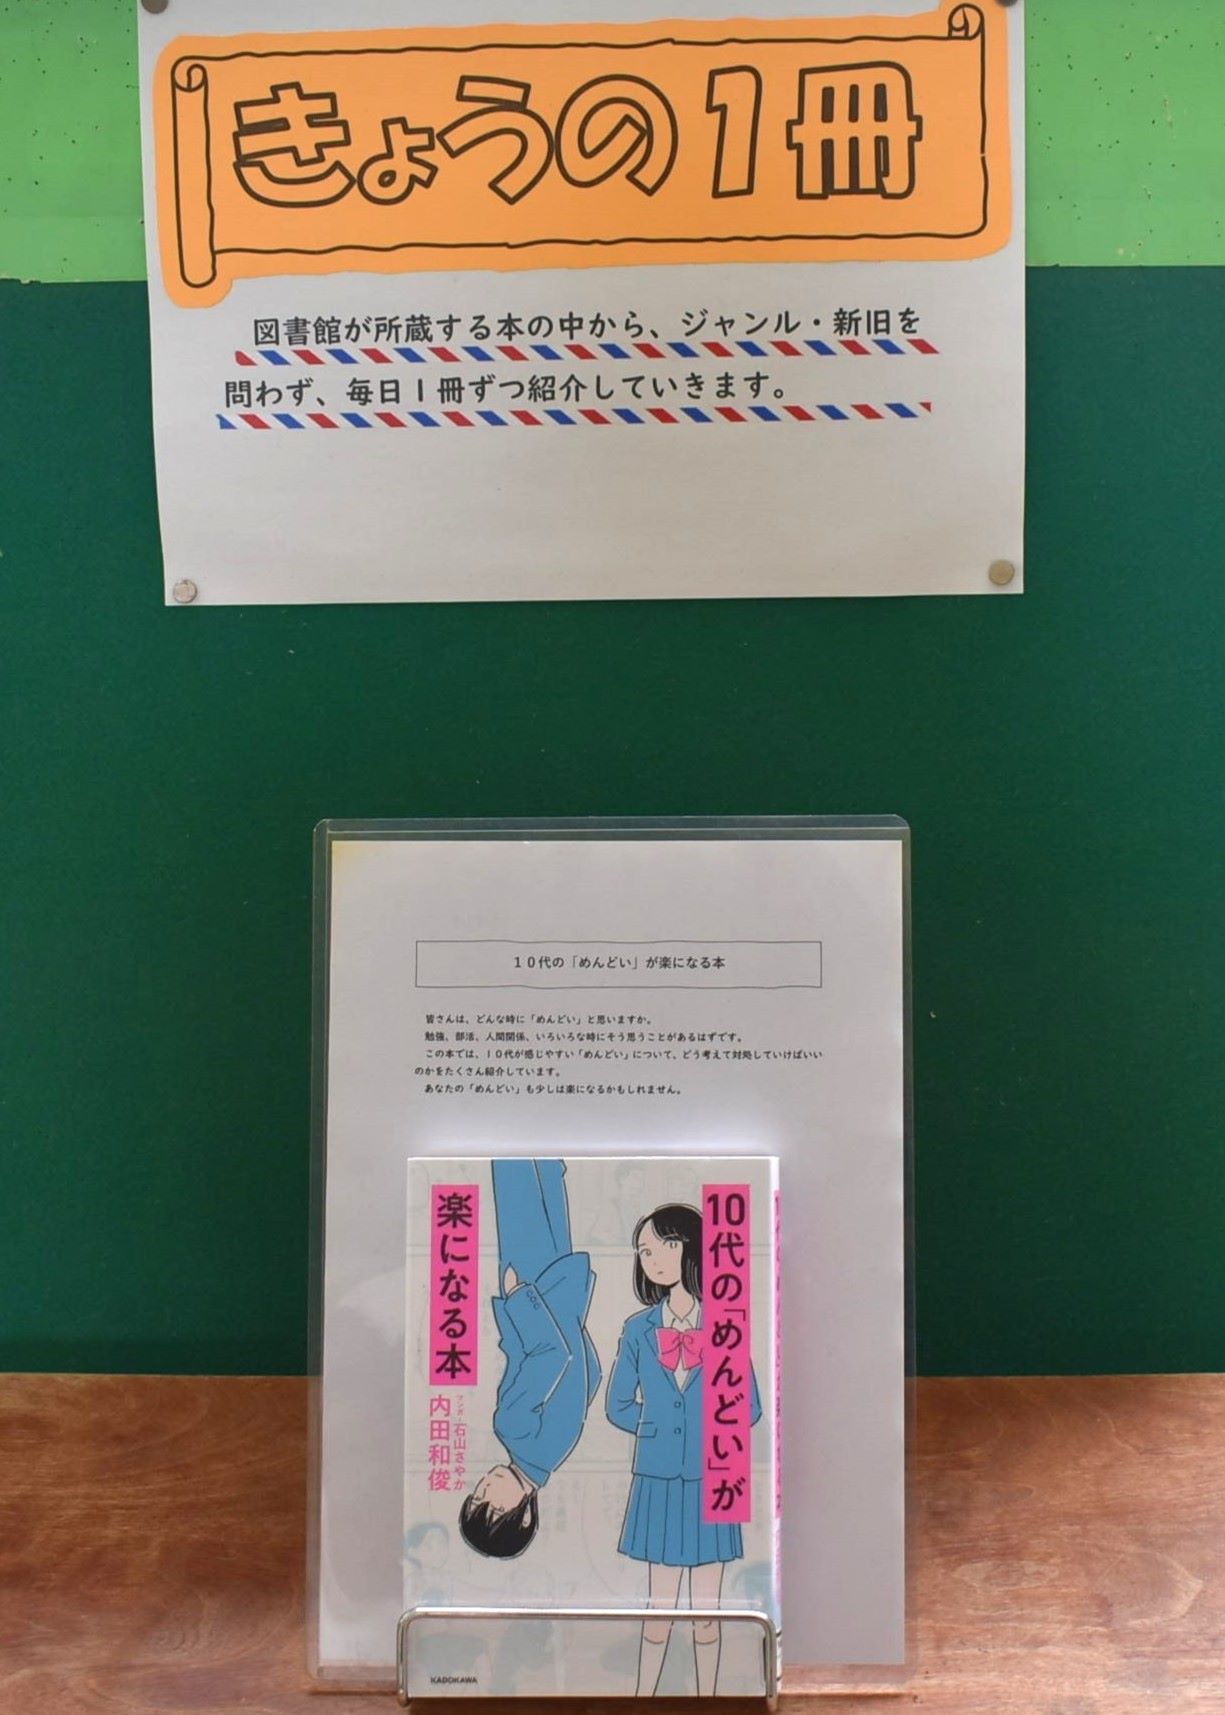 きょうの1冊
図書館が所蔵する本の中から、ジャンル・新旧を
問わず、毎日1冊ずつ紹介していきます。
10代の「めんどい」が楽になる本
皆さんは、どんな時に「めんどい」と思いますか。
勉強、部活、人間関係、いろいろな時にそう思うことがあるはずです。
この本では、10代が感じやすい「めんどい」について、どう考えて対処していけばいい
のかをたくさん紹介しています。
あなたの「めんどい」も少しは楽になるかもしれません。
10代の「めんどい」が
楽になる本
マンガ・石山さやか
内田和俊
KADOKAWA